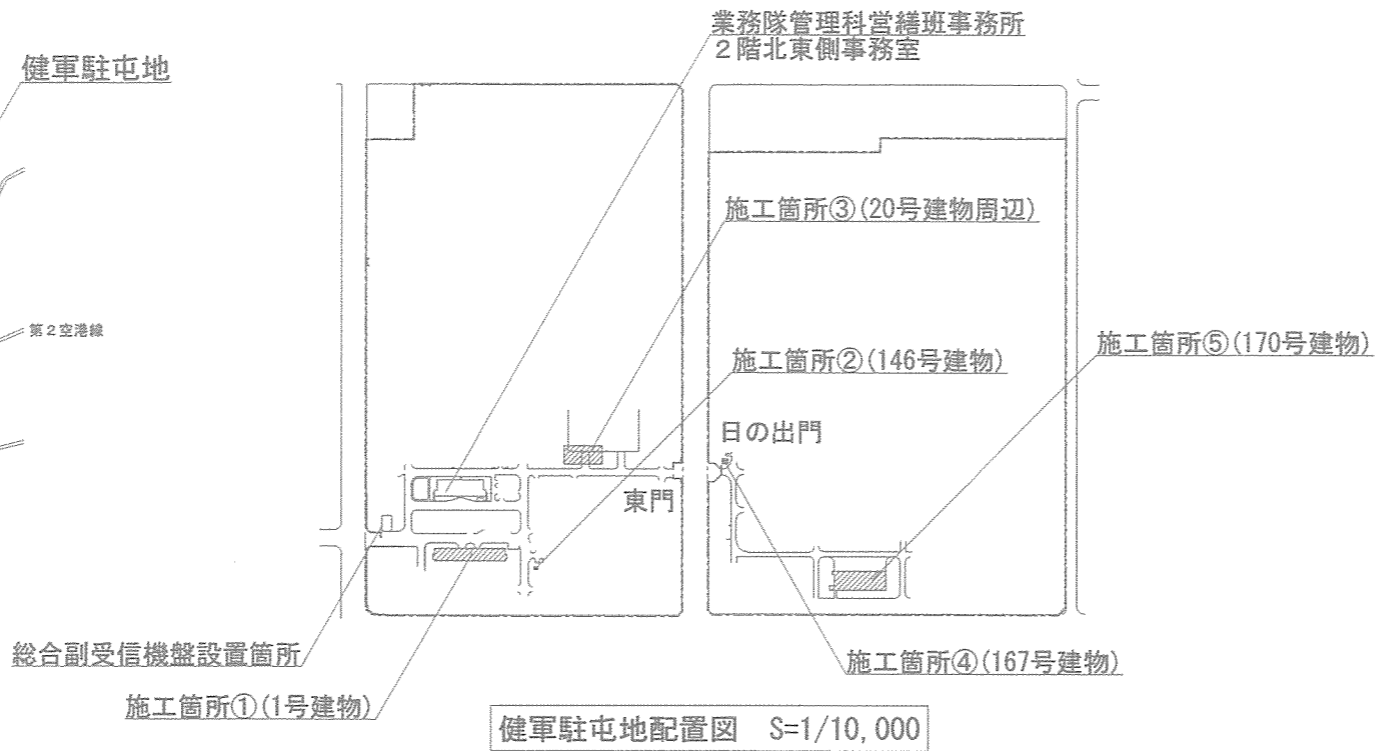 業務隊管理科営繕班事務所
2階北東側事務室
健軍駐屯地
施工箇所③(20号建物周辺)
第2空港線
施工箇所②(146号建物)
施工箇所⑤(170号建物)
日の出門
東門
総合副受信機盤設置箇所
施工箇所④(167号建物)
施工箇所①(1号建物)
健軍駐屯地配置図 S=1/10,000